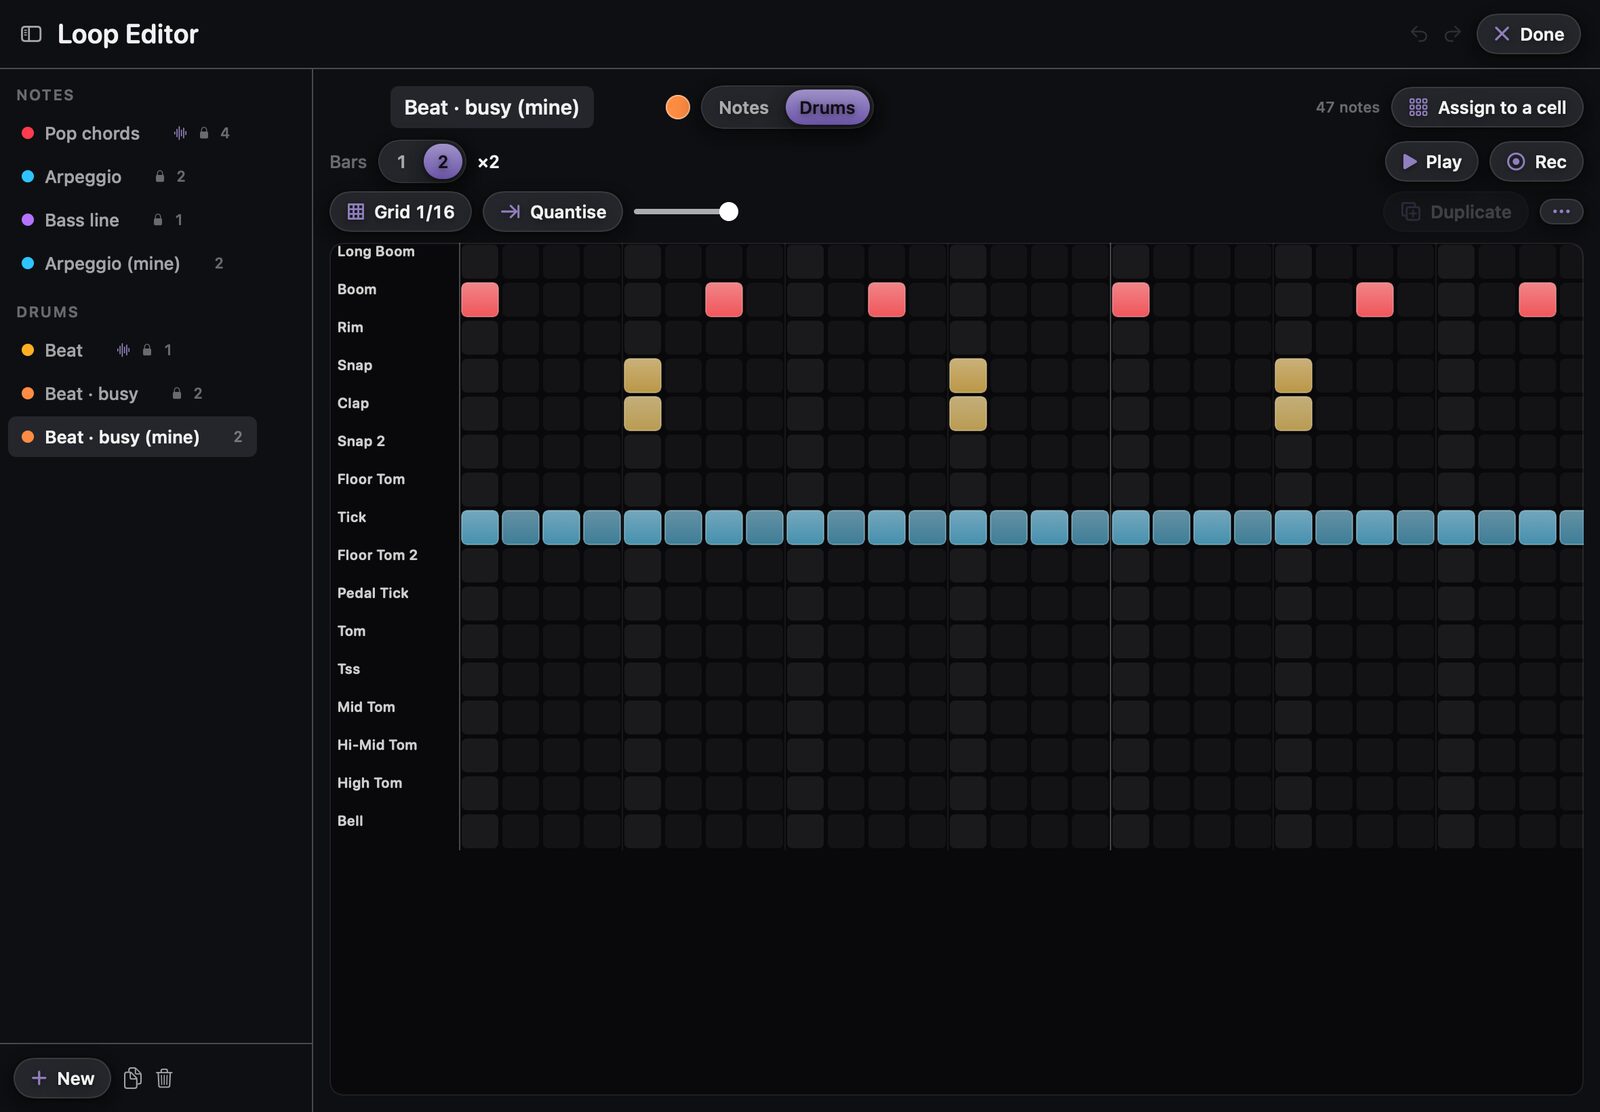 Loop Editor
Done
NOTES
Pop chords 4
Arpeggio 2
Bass line 1
Arpeggio (mine) 2
DRUMS
Beat 1
Beat · busy 2
Beat · busy (mine) 2
New
Beat · busy (mine)
Notes Drums
47 notes
Assign to a cell
Bars 1 2 ×2
Play
Rec
Grid 1/16
Quantise
Duplicate
Long Boom
Boom
Rim
Snap
Clap
Snap 2
Floor Tom
Tick
Floor Tom 2
Pedal Tick
Tom
Tss
Mid Tom
Hi-Mid Tom
High Tom
Bell